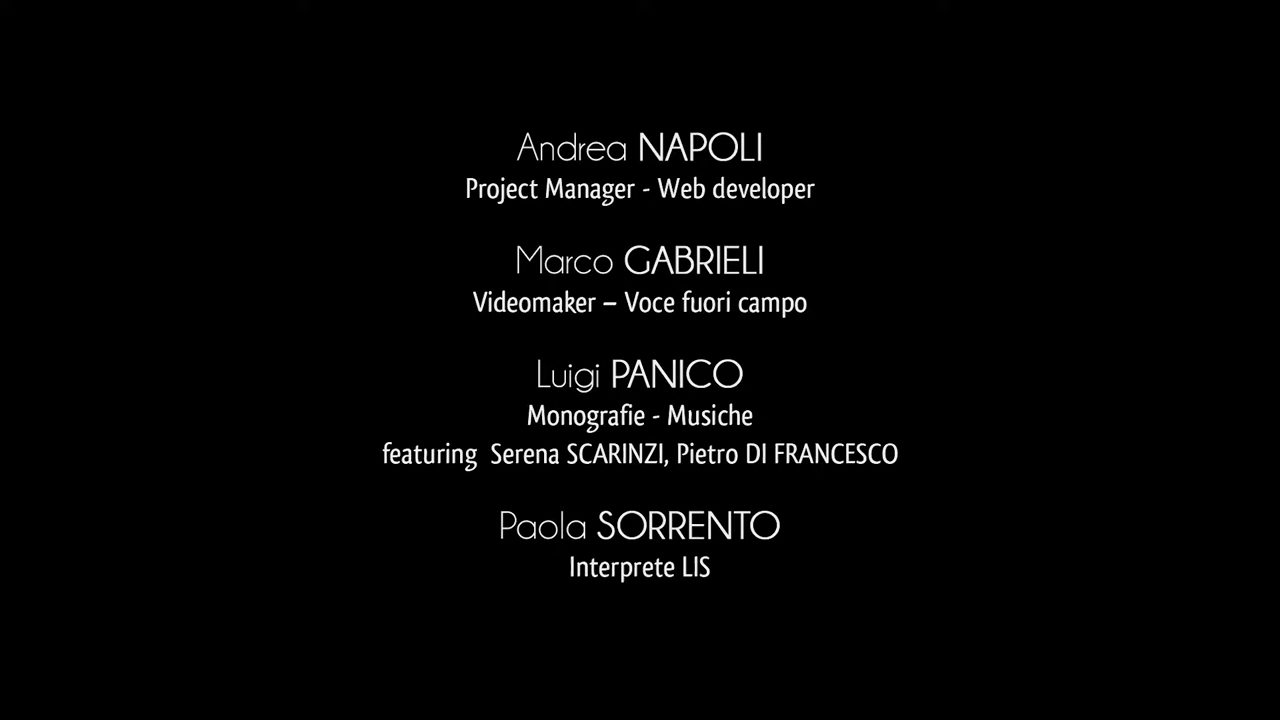 Andrea NAPOLI
Project Manager - Web developer
Marco GABRIELI
Videomaker – Voce fuori campo
Luigi PANICO
Monografie - Musiche
featuring  Serena SCARINZI, Pietro DI FRANCESCO
Paola SORRENTO
Interprete LIS